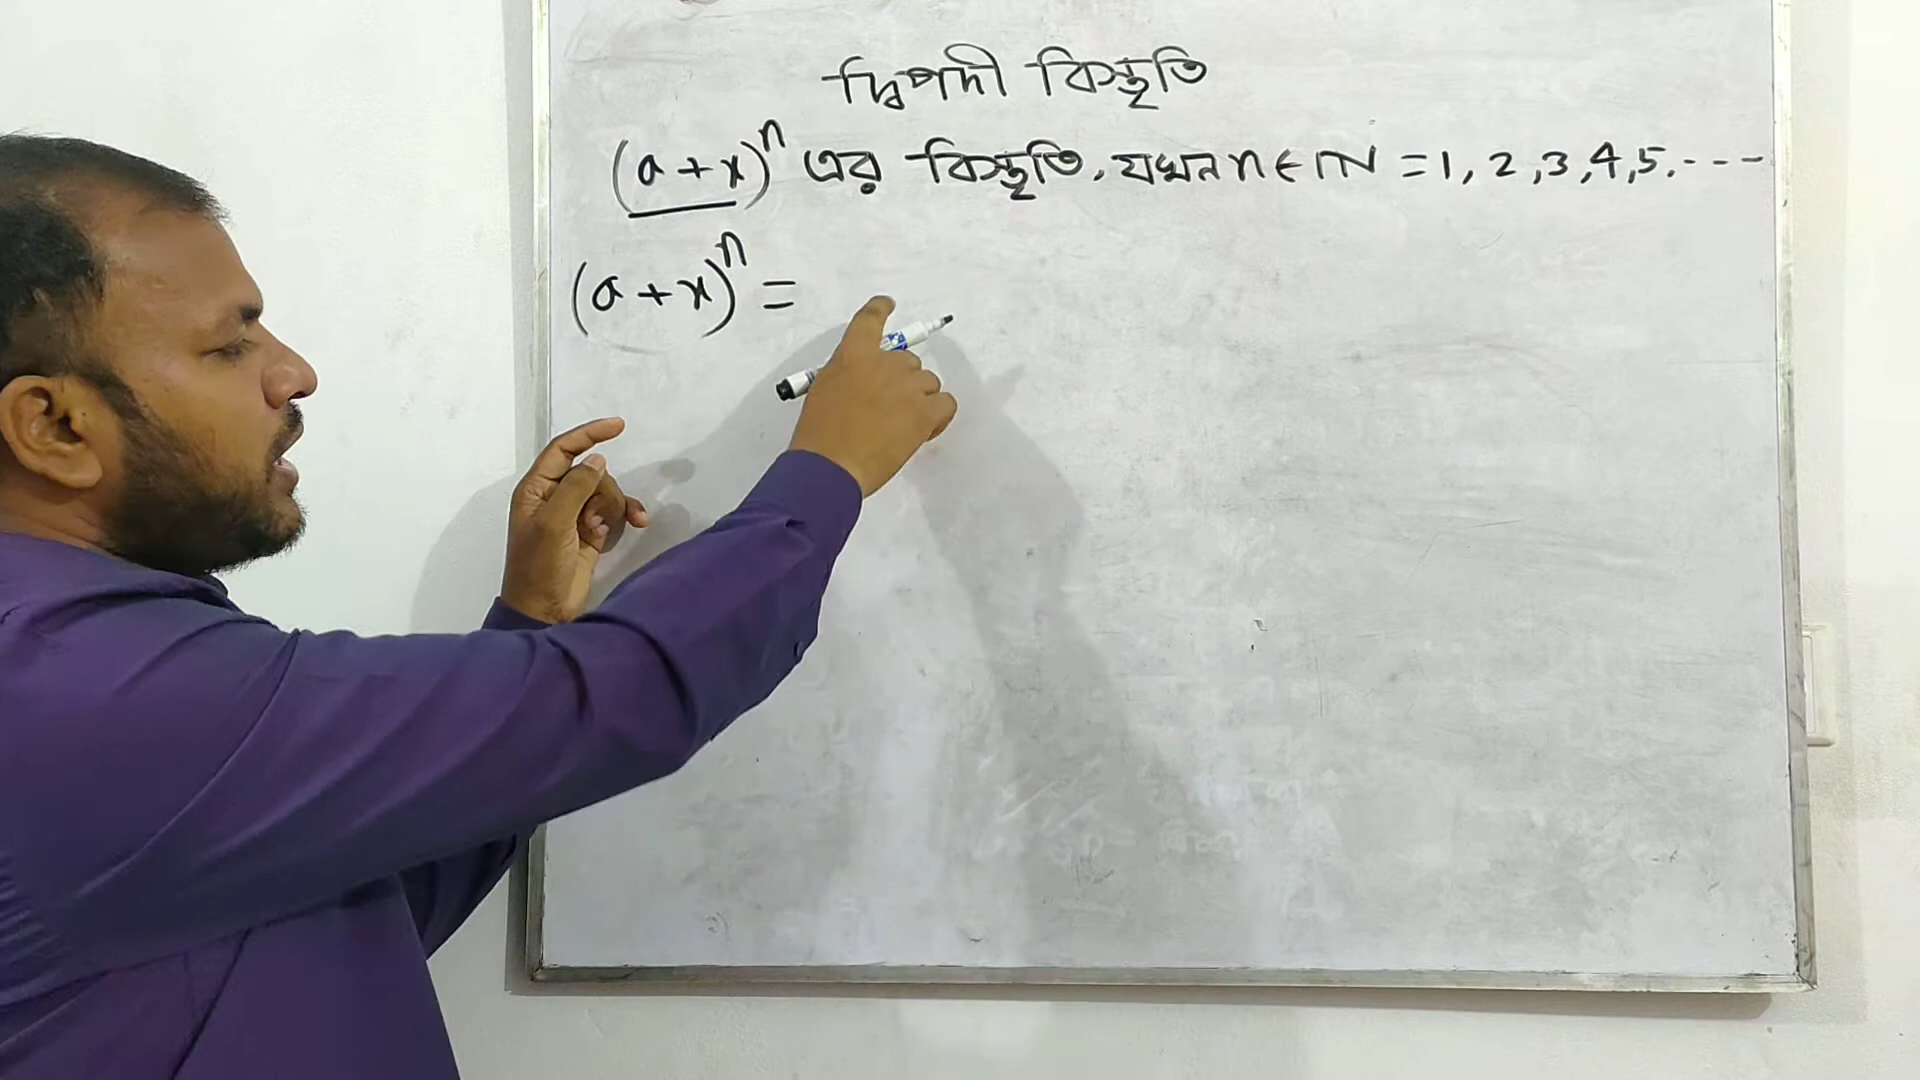 দ্বিপদী বিস্তৃতি
(a + x)^n এর বিস্তৃতি, যখন n ∈ ℕ = 1, 2, 3, 4, 5, - - -
(a + x)^n =